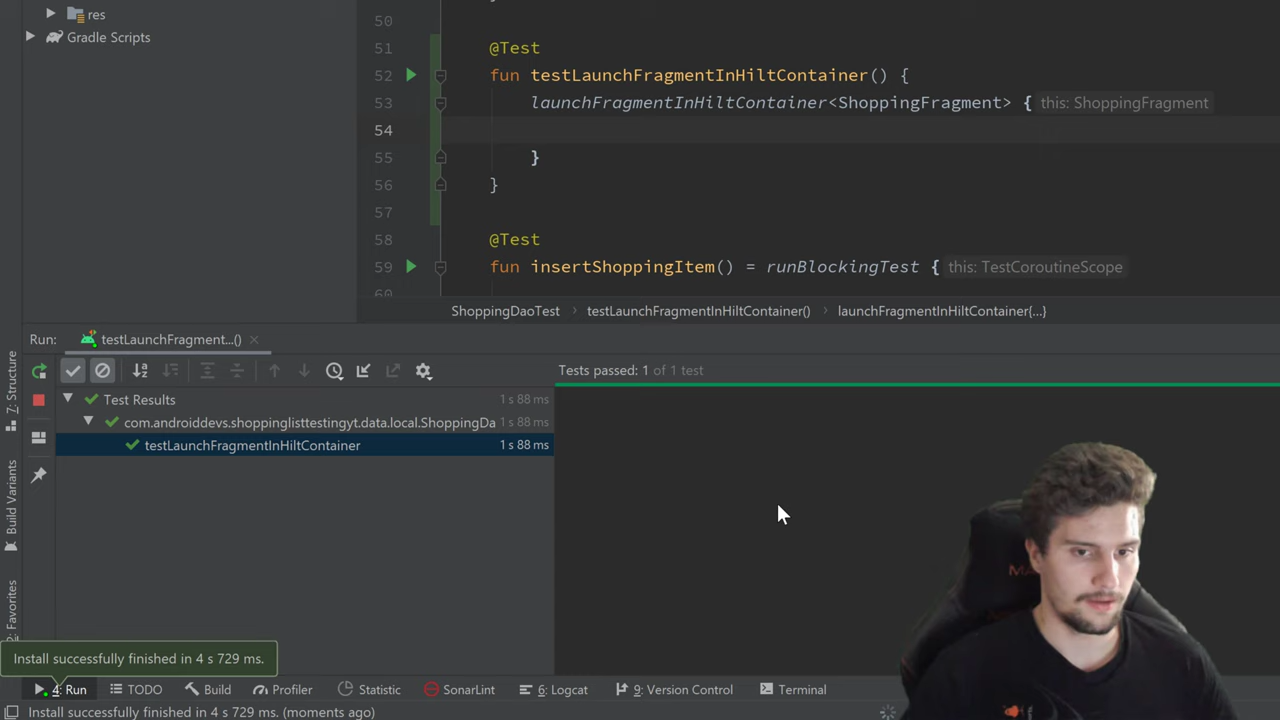 res
Gradle Scripts
50
51 @Test
52 fun testLaunchFragmentInHiltContainer() {
53 launchFragmentInHiltContainer<ShoppingFragment> { this: ShoppingFragment
54
55 }
56 }
57
58 @Test
59 fun insertShoppingItem() = runBlockingTest { this: TestCoroutineScope
60
ShoppingDaoTest › testLaunchFragmentInHiltContainer() › launchFragmentInHiltContainer{...}
Run: testLaunchFragment...() ×
Tests passed: 1 of 1 test
Test Results 1 s 88 ms
com.androiddevs.shoppinglisttestingyt.data.local.ShoppingDa 1 s 88 ms
testLaunchFragmentInHiltContainer 1 s 88 ms
7: Structure
Build Variants
2: Favorites
Install successfully finished in 4 s 729 ms.
4: Run TODO Build Profiler Statistic SonarLint 6: Logcat 9: Version Control Terminal
Install successfully finished in 4 s 729 ms. (moments ago)